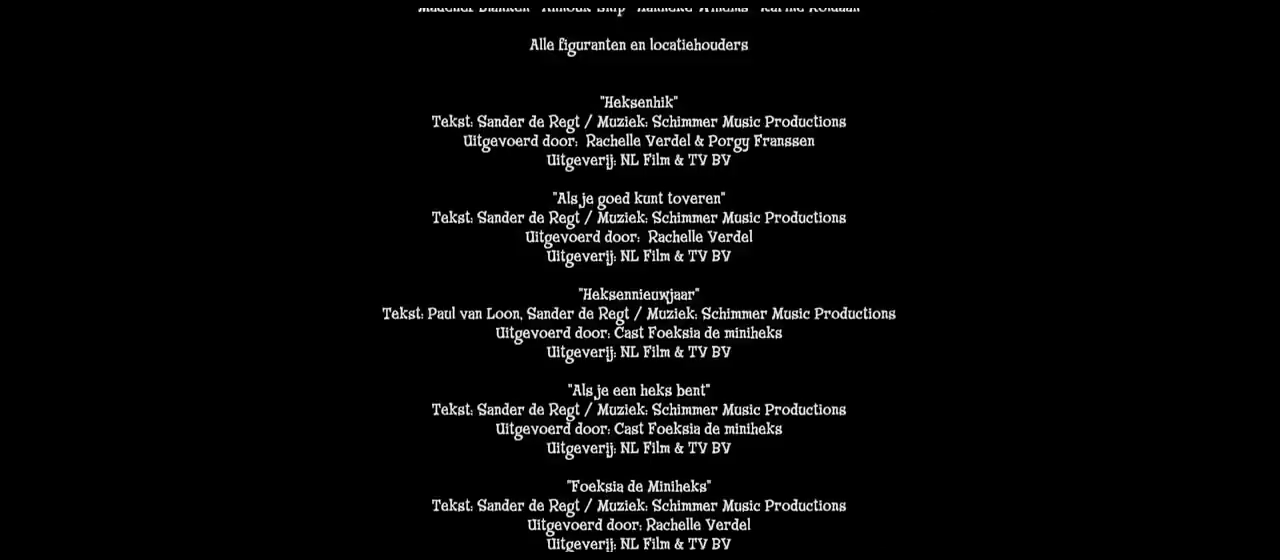 Alle figuranten en locatiehouders
"Heksenhik"
Tekst: Sander de Regt / Muziek: Schimmer Music Productions
Uitgevoerd door: Rachelle Verdel & Porgy Franssen
Uitgeverij: NL Film & TV BV
"Als je goed kunt toveren"
Tekst: Sander de Regt / Muziek: Schimmer Music Productions
Uitgevoerd door: Rachelle Verdel
Uitgeverij: NL Film & TV BV
"Heksennieuwjaar"
Tekst: Paul van Loon, Sander de Regt / Muziek: Schimmer Music Productions
Uitgevoerd door: Cast Foeksia de miniheks
Uitgeverij: NL Film & TV BV
"Als je een heks bent"
Tekst: Sander de Regt / Muziek: Schimmer Music Productions
Uitgevoerd door: Cast Foeksia de miniheks
Uitgeverij: NL Film & TV BV
"Foeksia de Miniheks"
Tekst: Sander de Regt / Muziek: Schimmer Music Productions
Uitgevoerd door: Rachelle Verdel
Uitgeverij: NL Film & TV BV